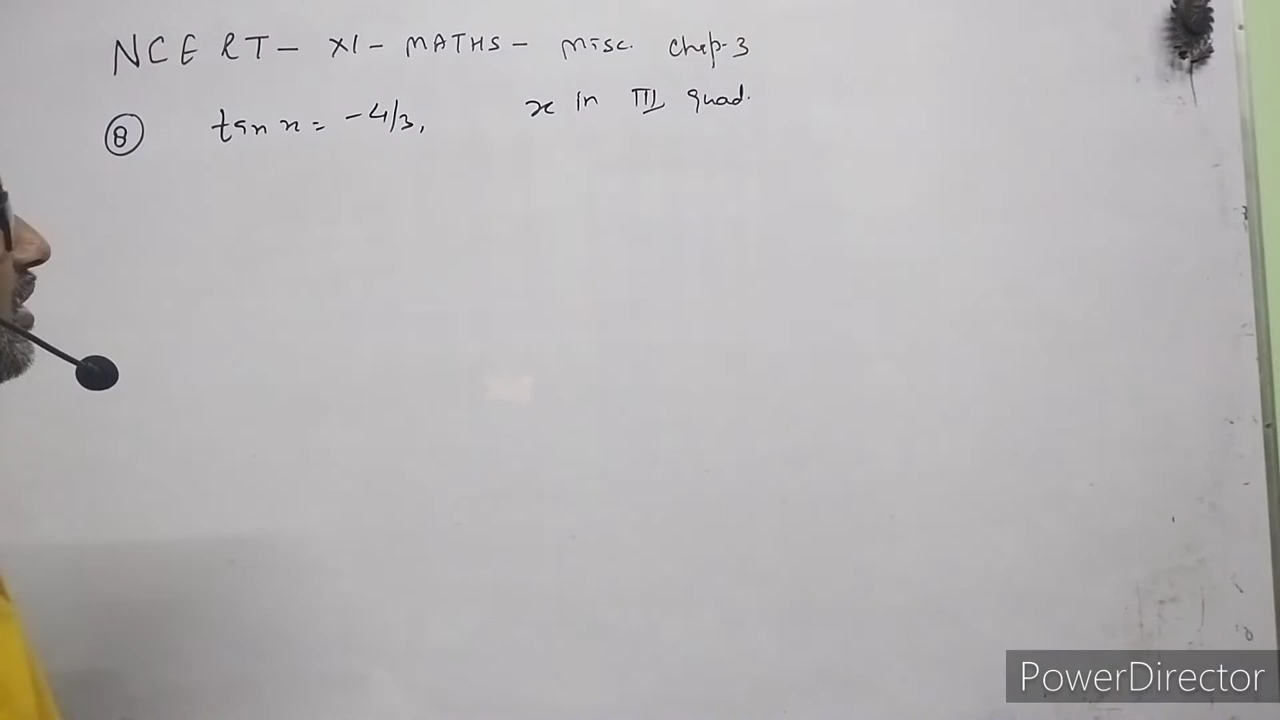 NCERT - XI - MATHS - Misc. Chap-3
⑧ tan x = -4/3, x in III quad.
PowerDirector